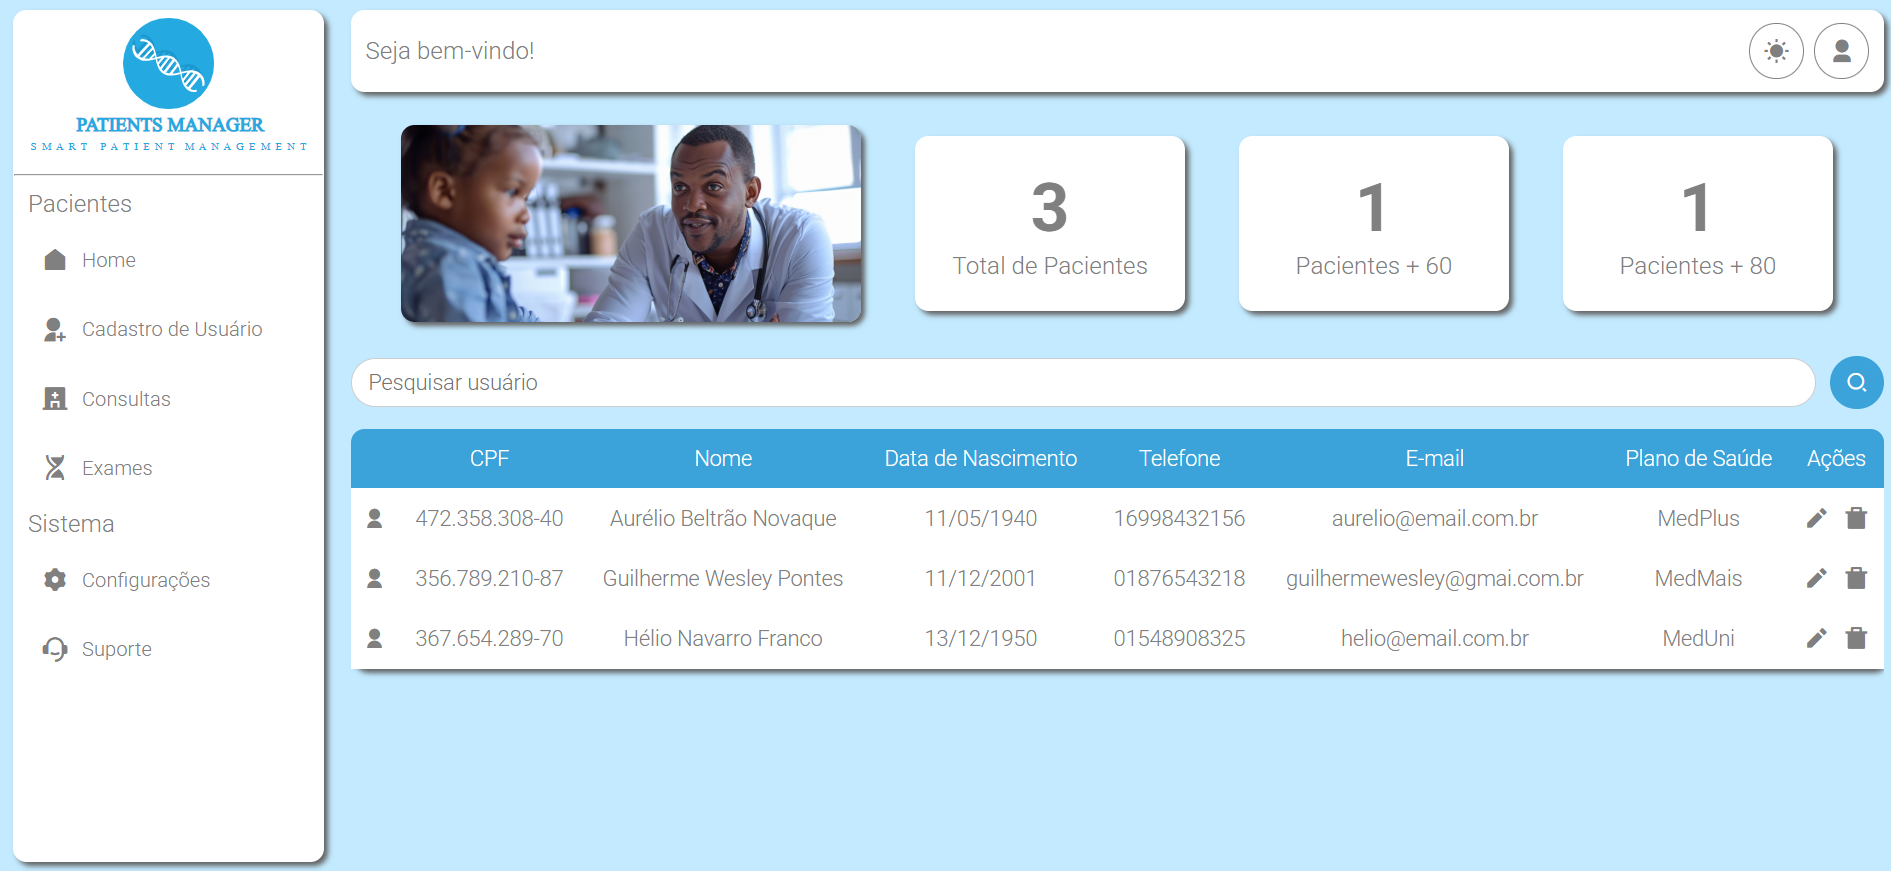 PATIENTS MANAGER
SMART PATIENT MANAGEMENT
Pacientes
Home
Cadastro de Usuário
Consultas
Exames
Sistema
Configurações
Suporte
Seja bem-vindo!
3
Total de Pacientes
1
Pacientes + 60
1
Pacientes + 80
Pesquisar usuário
CPF Nome Data de Nascimento Telefone E-mail Plano de Saúde Ações
472.358.308-40 Aurélio Beltrão Novaque 11/05/1940 16998432156 aurelio@email.com.br MedPlus
356.789.210-87 Guilherme Wesley Pontes 11/12/2001 01876543218 guilhermewesley@gmai.com.br MedMais
367.654.289-70 Hélio Navarro Franco 13/12/1950 01548908325 helio@email.com.br MedUni